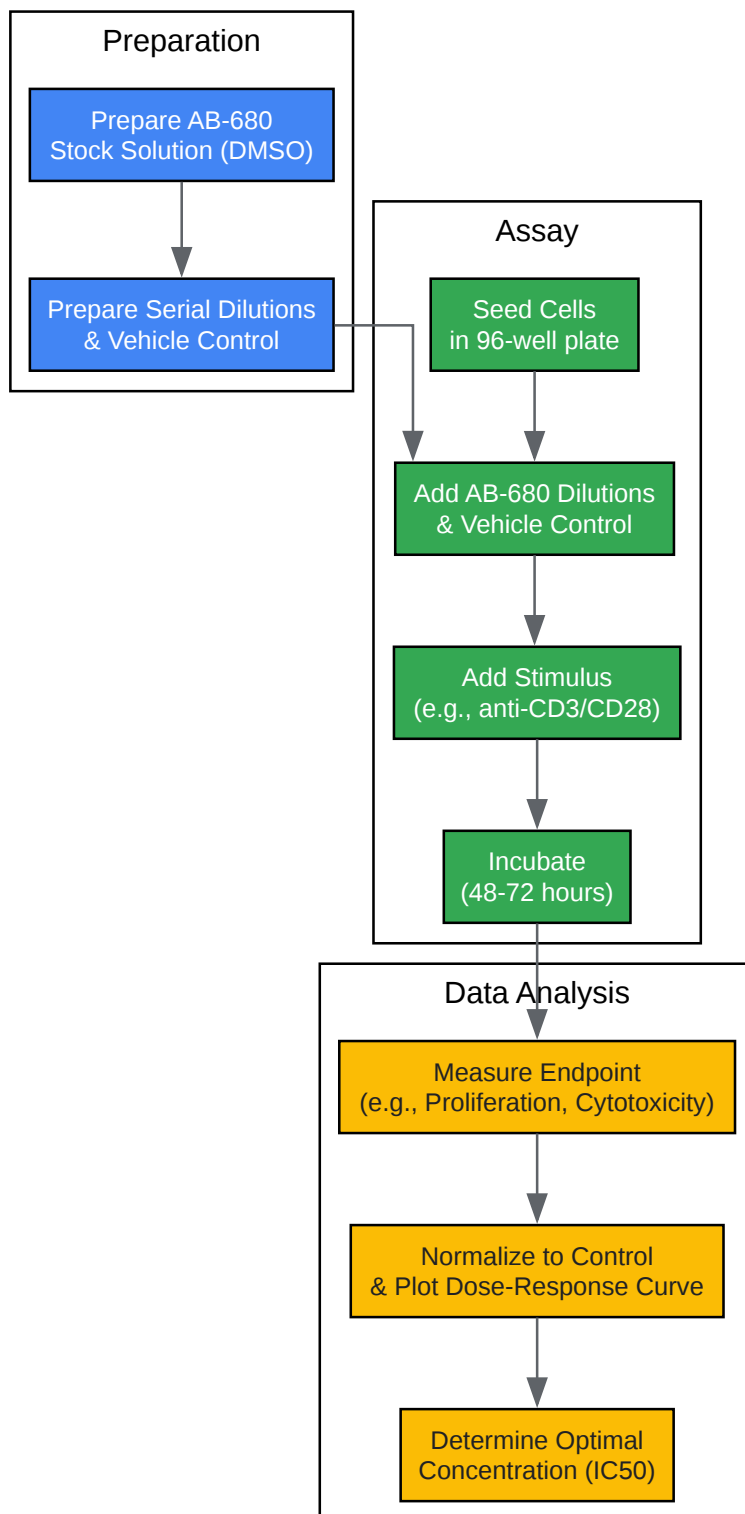 Preparation
Prepare AB-680
Stock Solution (DMSO)
Prepare Serial Dilutions
& Vehicle Control
Assay
Seed Cells
in 96-well plate
Add AB-680 Dilutions
& Vehicle Control
Add Stimulus
(e.g., anti-CD3/CD28)
Incubate
(48-72 hours)
Data Analysis
Measure Endpoint
(e.g., Proliferation, Cytotoxicity)
Normalize to Control
& Plot Dose-Response Curve
Determine Optimal
Concentration (IC50)